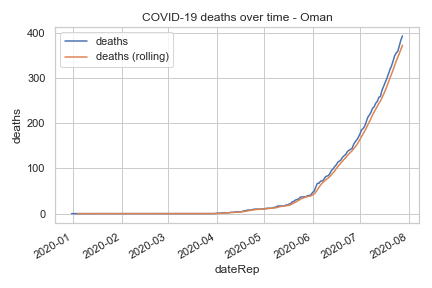 COVID-19 deaths over time - Oman
deaths
deaths (rolling)
400
300
200
100
0
deaths
2020-01
2020-02
2020-03
2020-04
2020-05
2020-06
2020-07
2020-08
dateRep